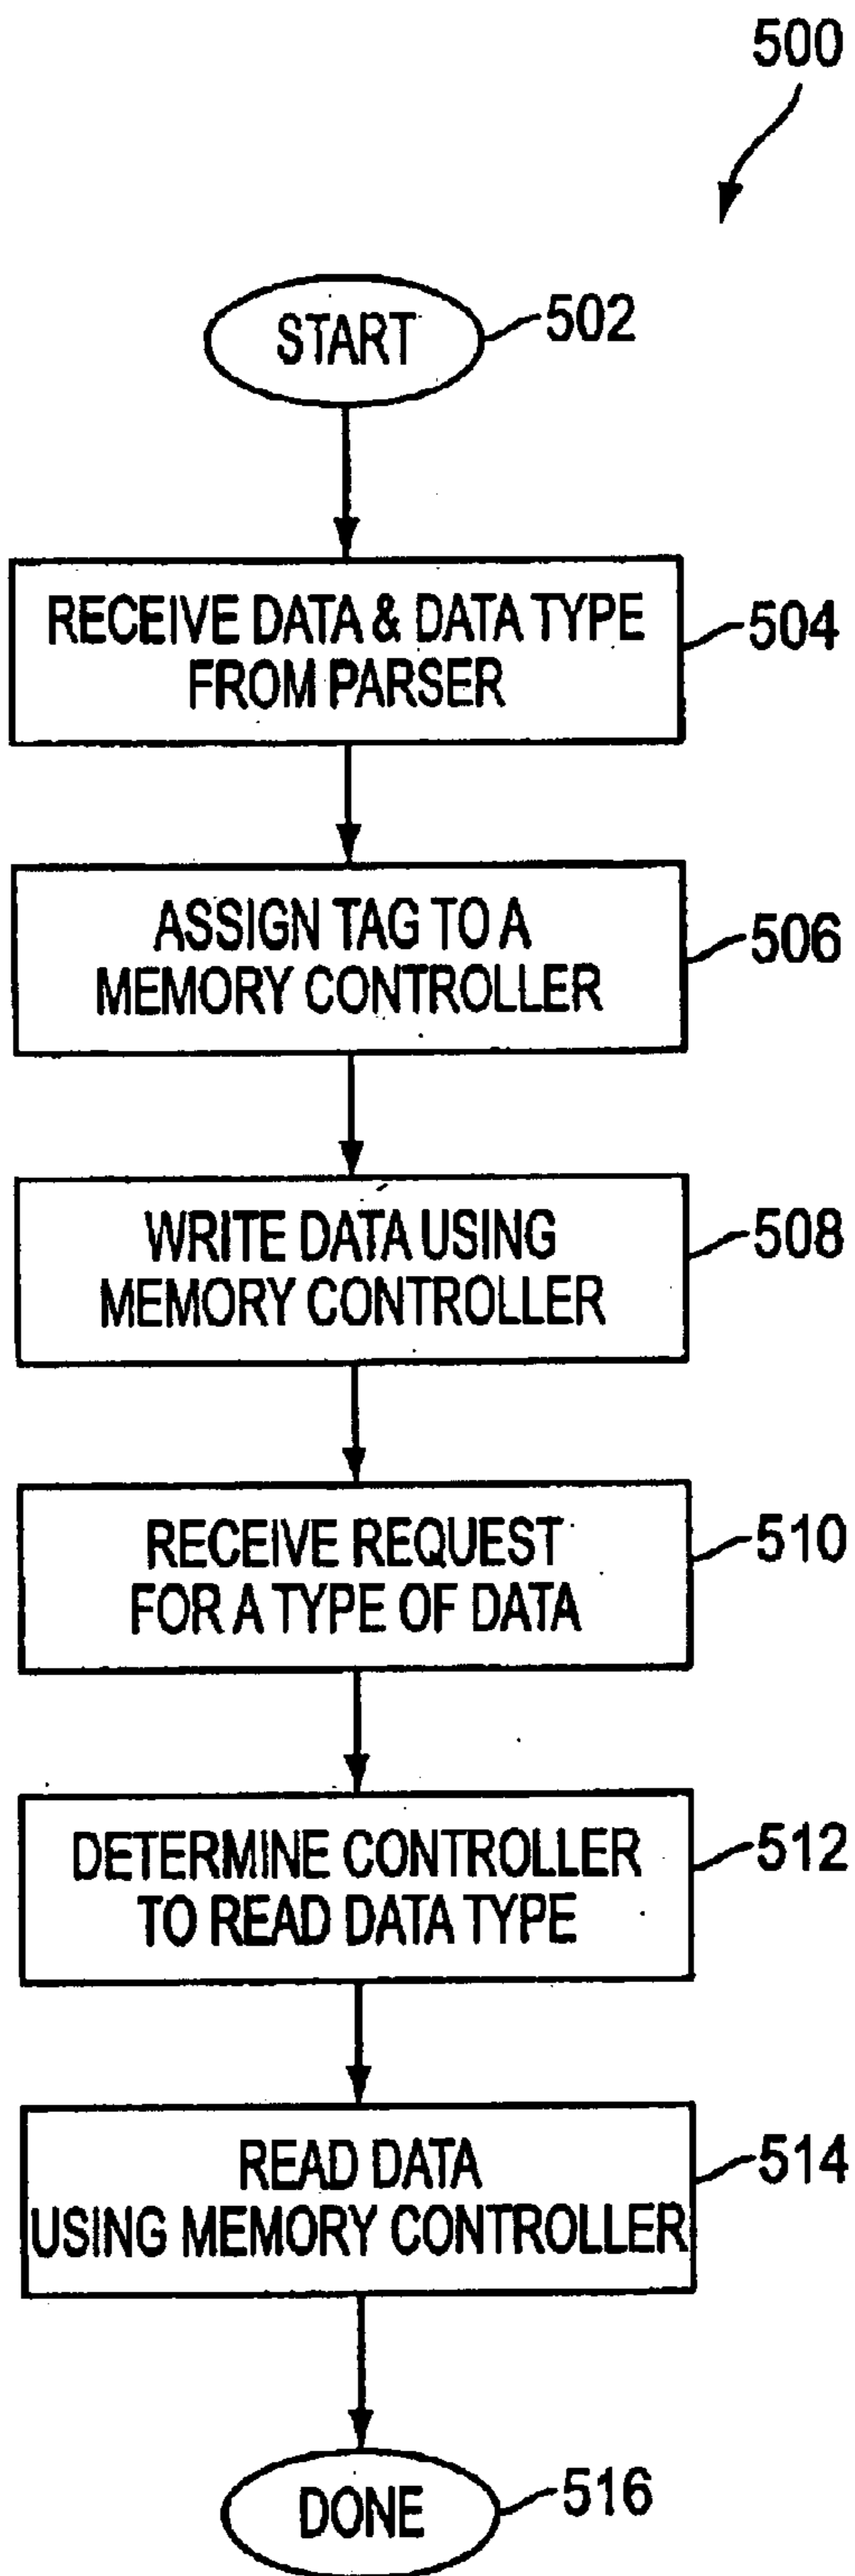 500
START
502
RECEIVE DATA & DATA TYPE
FROM PARSER
504
ASSIGN TAG TO A
MEMORY CONTROLLER
506
WRITE DATA USING
MEMORY CONTROLLER
508
RECEIVE REQUEST
FOR A TYPE OF DATA
510
DETERMINE CONTROLLER
TO READ DATA TYPE
512
READ DATA
USING MEMORY CONTROLLER
514
DONE
516